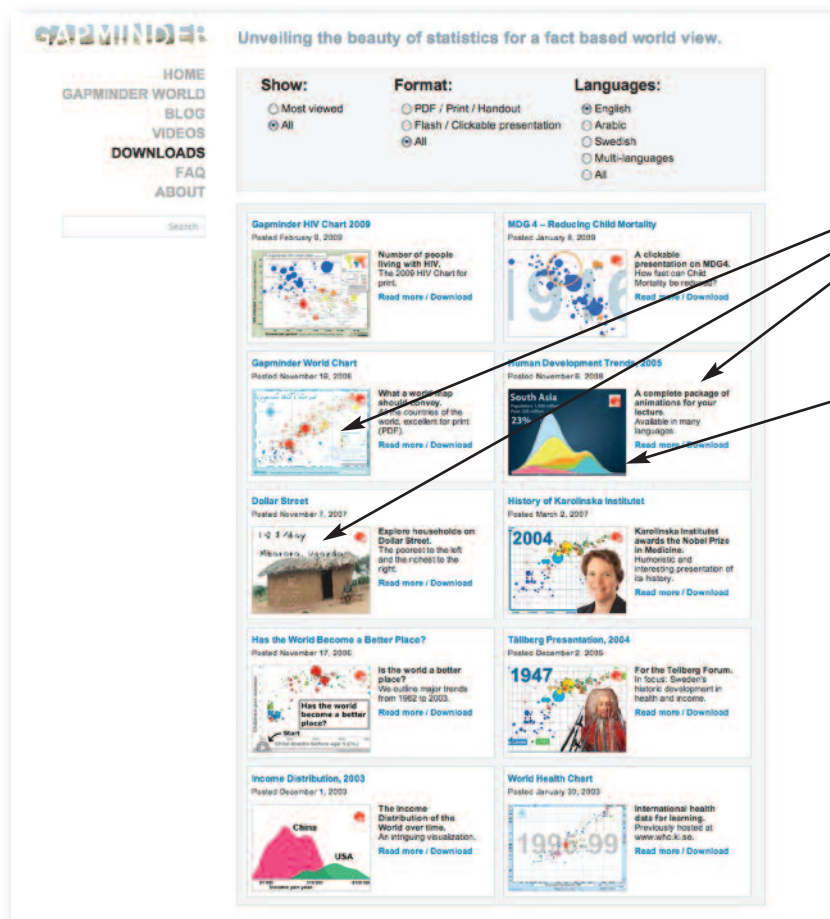 GAPMINDER
Unveiling the beauty of statistics for a fact based world view.
HOME
GAPMINDER WORLD
BLOG
VIDEOS
DOWNLOADS
FAQ
ABOUT
Search
Show:
Most viewed
All
Format:
PDF / Print / Handout
Flash / Clickable presentation
All
Languages:
English
Arabic
Swedish
Multi-languages
All
Gapminder HIV Chart 2009
Posted February 6, 2009
Number of people
living with HIV.
The 2009 HIV Chart for
print.
Read more / Download
MDG 4 – Reducing Child Mortality
Posted January 8, 2009
A clickable
presentation on MDG4.
How fast can Child
Mortality be reduced?
Read more / Download
Gapminder World Chart
Posted November 16, 2006
What a world map
should convey.
All the countries of the
world, excellent for print
(PDF).
Read more / Download
Human Development Trends, 2005
Posted November 6, 2008
South Asia
23%
A complete package of
animations for your
lecture.
Available in many
languages
Read more / Download
Dollar Street
Posted November 7, 2007
1-2 $/day
Mbarara, Uganda
Explore households on
Dollar Street.
The poorest to the left
and the richest to the
right.
Read more / Download
History of Karolinska Institutet
Posted March 2, 2007
2004
Karolinska Institutet
awards the Nobel Prize
in Medicine.
Humoristic and
interesting presentation of
its history.
Read more / Download
Has the World Become a Better Place?
Posted November 17, 2005
Has the world
become a better
place?
Start
Child deaths before age 5 (%)
Is the world a better
place?
We outline major trends
from 1962 to 2003.
Read more / Download
Tällberg Presentation, 2004
Posted December 2, 2005
1947
For the Tellberg Forum.
In focus: Sweden's
historic development in
health and income.
Read more / Download
Income Distribution, 2003
Posted December 1, 2003
China
USA
The Income
Distribution of the
World over time.
An intriguing visualization.
Read more / Download
World Health Chart
Posted January 30, 2003
1996-99
International health
data for learning.
Previously hosted at
www.whc.ki.se.
Read more / Download